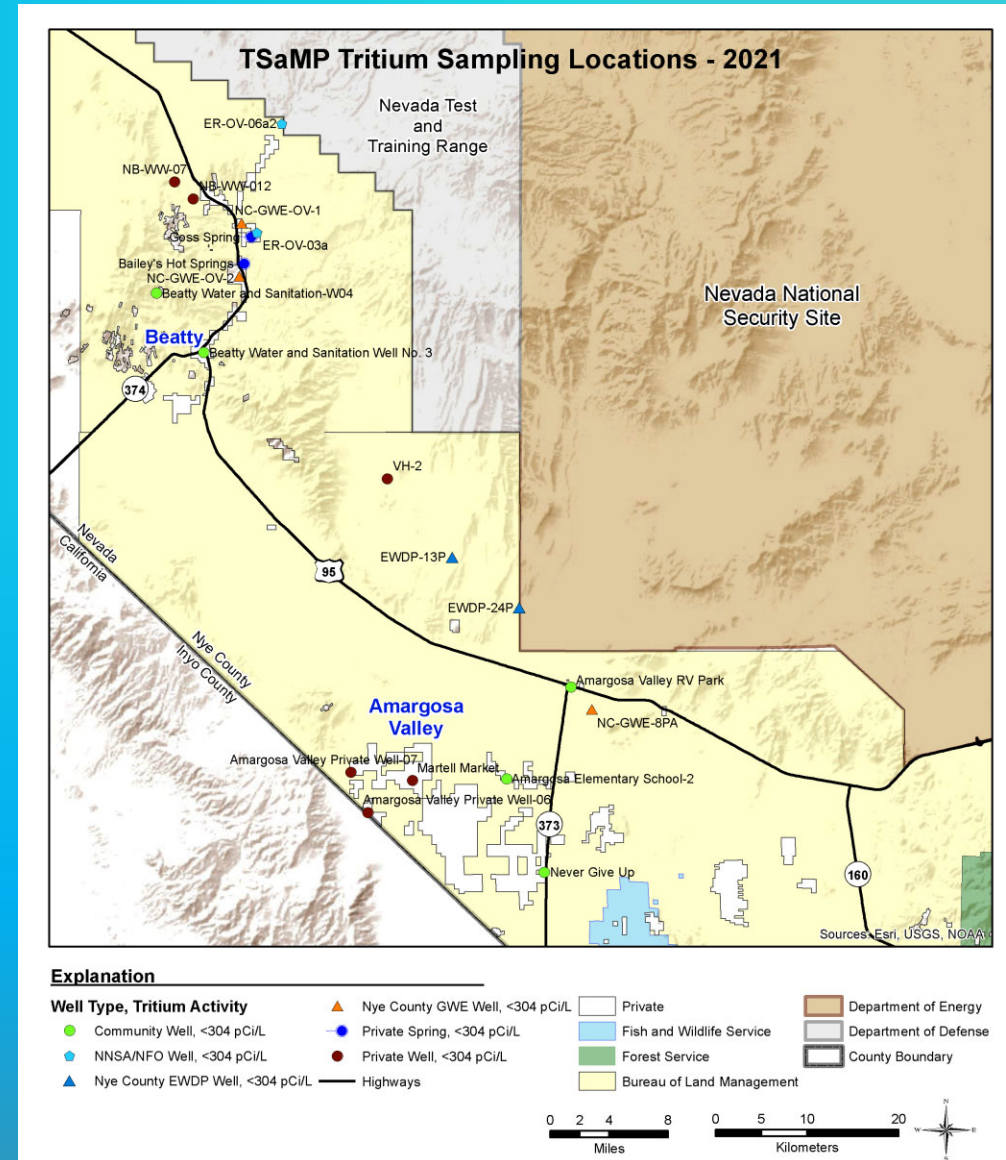 TSaMP Tritium Sampling Locations - 2021
Nevada Test
and
Training Range
ER-OV-06a2
NB-WW-07
NB-WW-012
NC-GWE-OV-1
Goss Spring
ER-OV-03a
Bailey's Hot Springs
NC-GWE-OV-2
Beatty Water and Sanitation-W04
Nevada National
Security Site
Beatty
Beatty Water and Sanitation Well No. 3
374
VH-2
Nevada
California
EWDP-13P
95
EWDP-24P
Nye County
Inyo County
Amargosa Valley RV Park
Amargosa
Valley
NC-GWE-8PA
Amargosa Valley Private Well-07
Martell Market
Amargosa Elementary School-2
Amargosa Valley Private Well-06
373
Never Give Up
160
Sources: Esri, USGS, NOAA
Explanation
Well Type, Tritium Activity
Community Well, <304 pCi/L
NNSA/NFO Well, <304 pCi/L
Nye County EWDP Well, <304 pCi/L
Nye County GWE Well, <304 pCi/L
Private Spring, <304 pCi/L
Private Well, <304 pCi/L
Highways
Private
Fish and Wildlife Service
Forest Service
Bureau of Land Management
Department of Energy
Department of Defense
County Boundary
0 2 4 8
Miles
0 5 10 20
Kilometers
N
W E
S